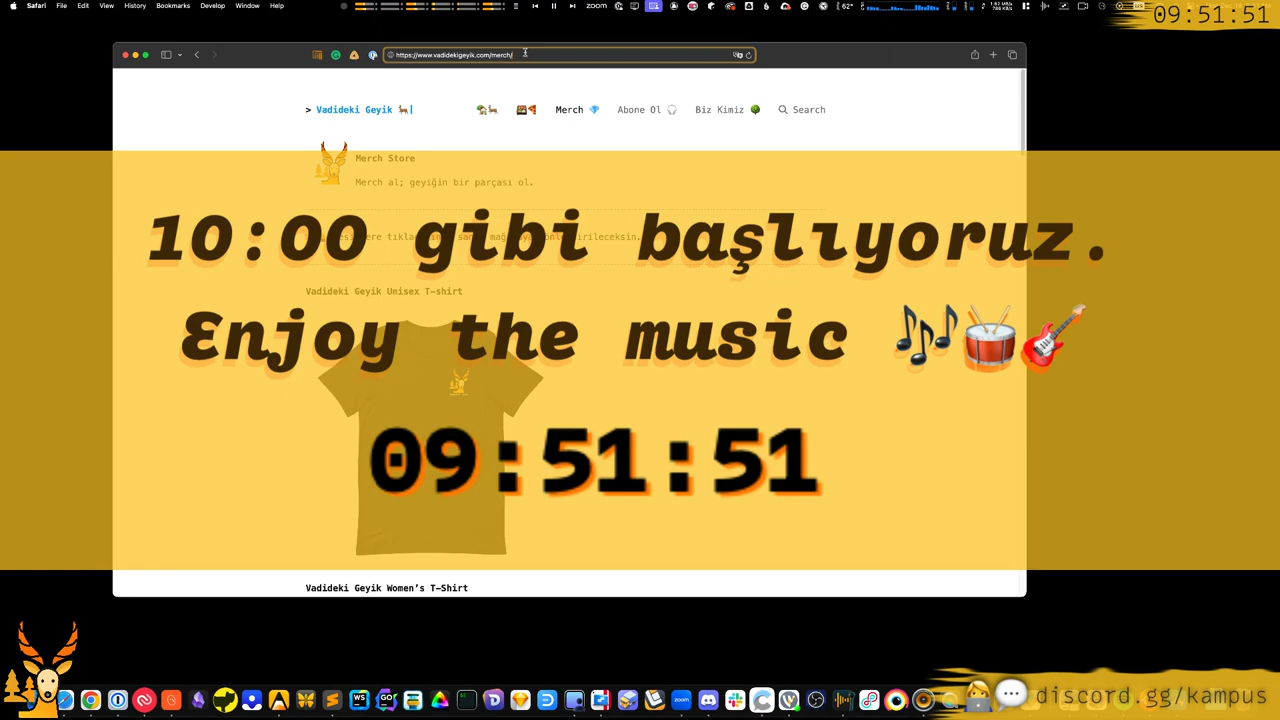 Safari File Edit View History Bookmarks Develop Window Help
zoom
62°
09:51:51
https://www.vadidekigeyik.com/merch/
> Vadideki Geyik 🦌|
Merch 💎 Abone Ol 🎧 Biz Kimiz 🌳 Search
Merch Store
Merch al; geyiğin bir parçası ol.
10:00 gibi başlıyoruz.
Vadideki Geyik Unisex T-shirt
Enjoy the music 🎶🥁🎸
09:51:51
Vadideki Geyik Women’s T-Shirt
discord.gg/kampus